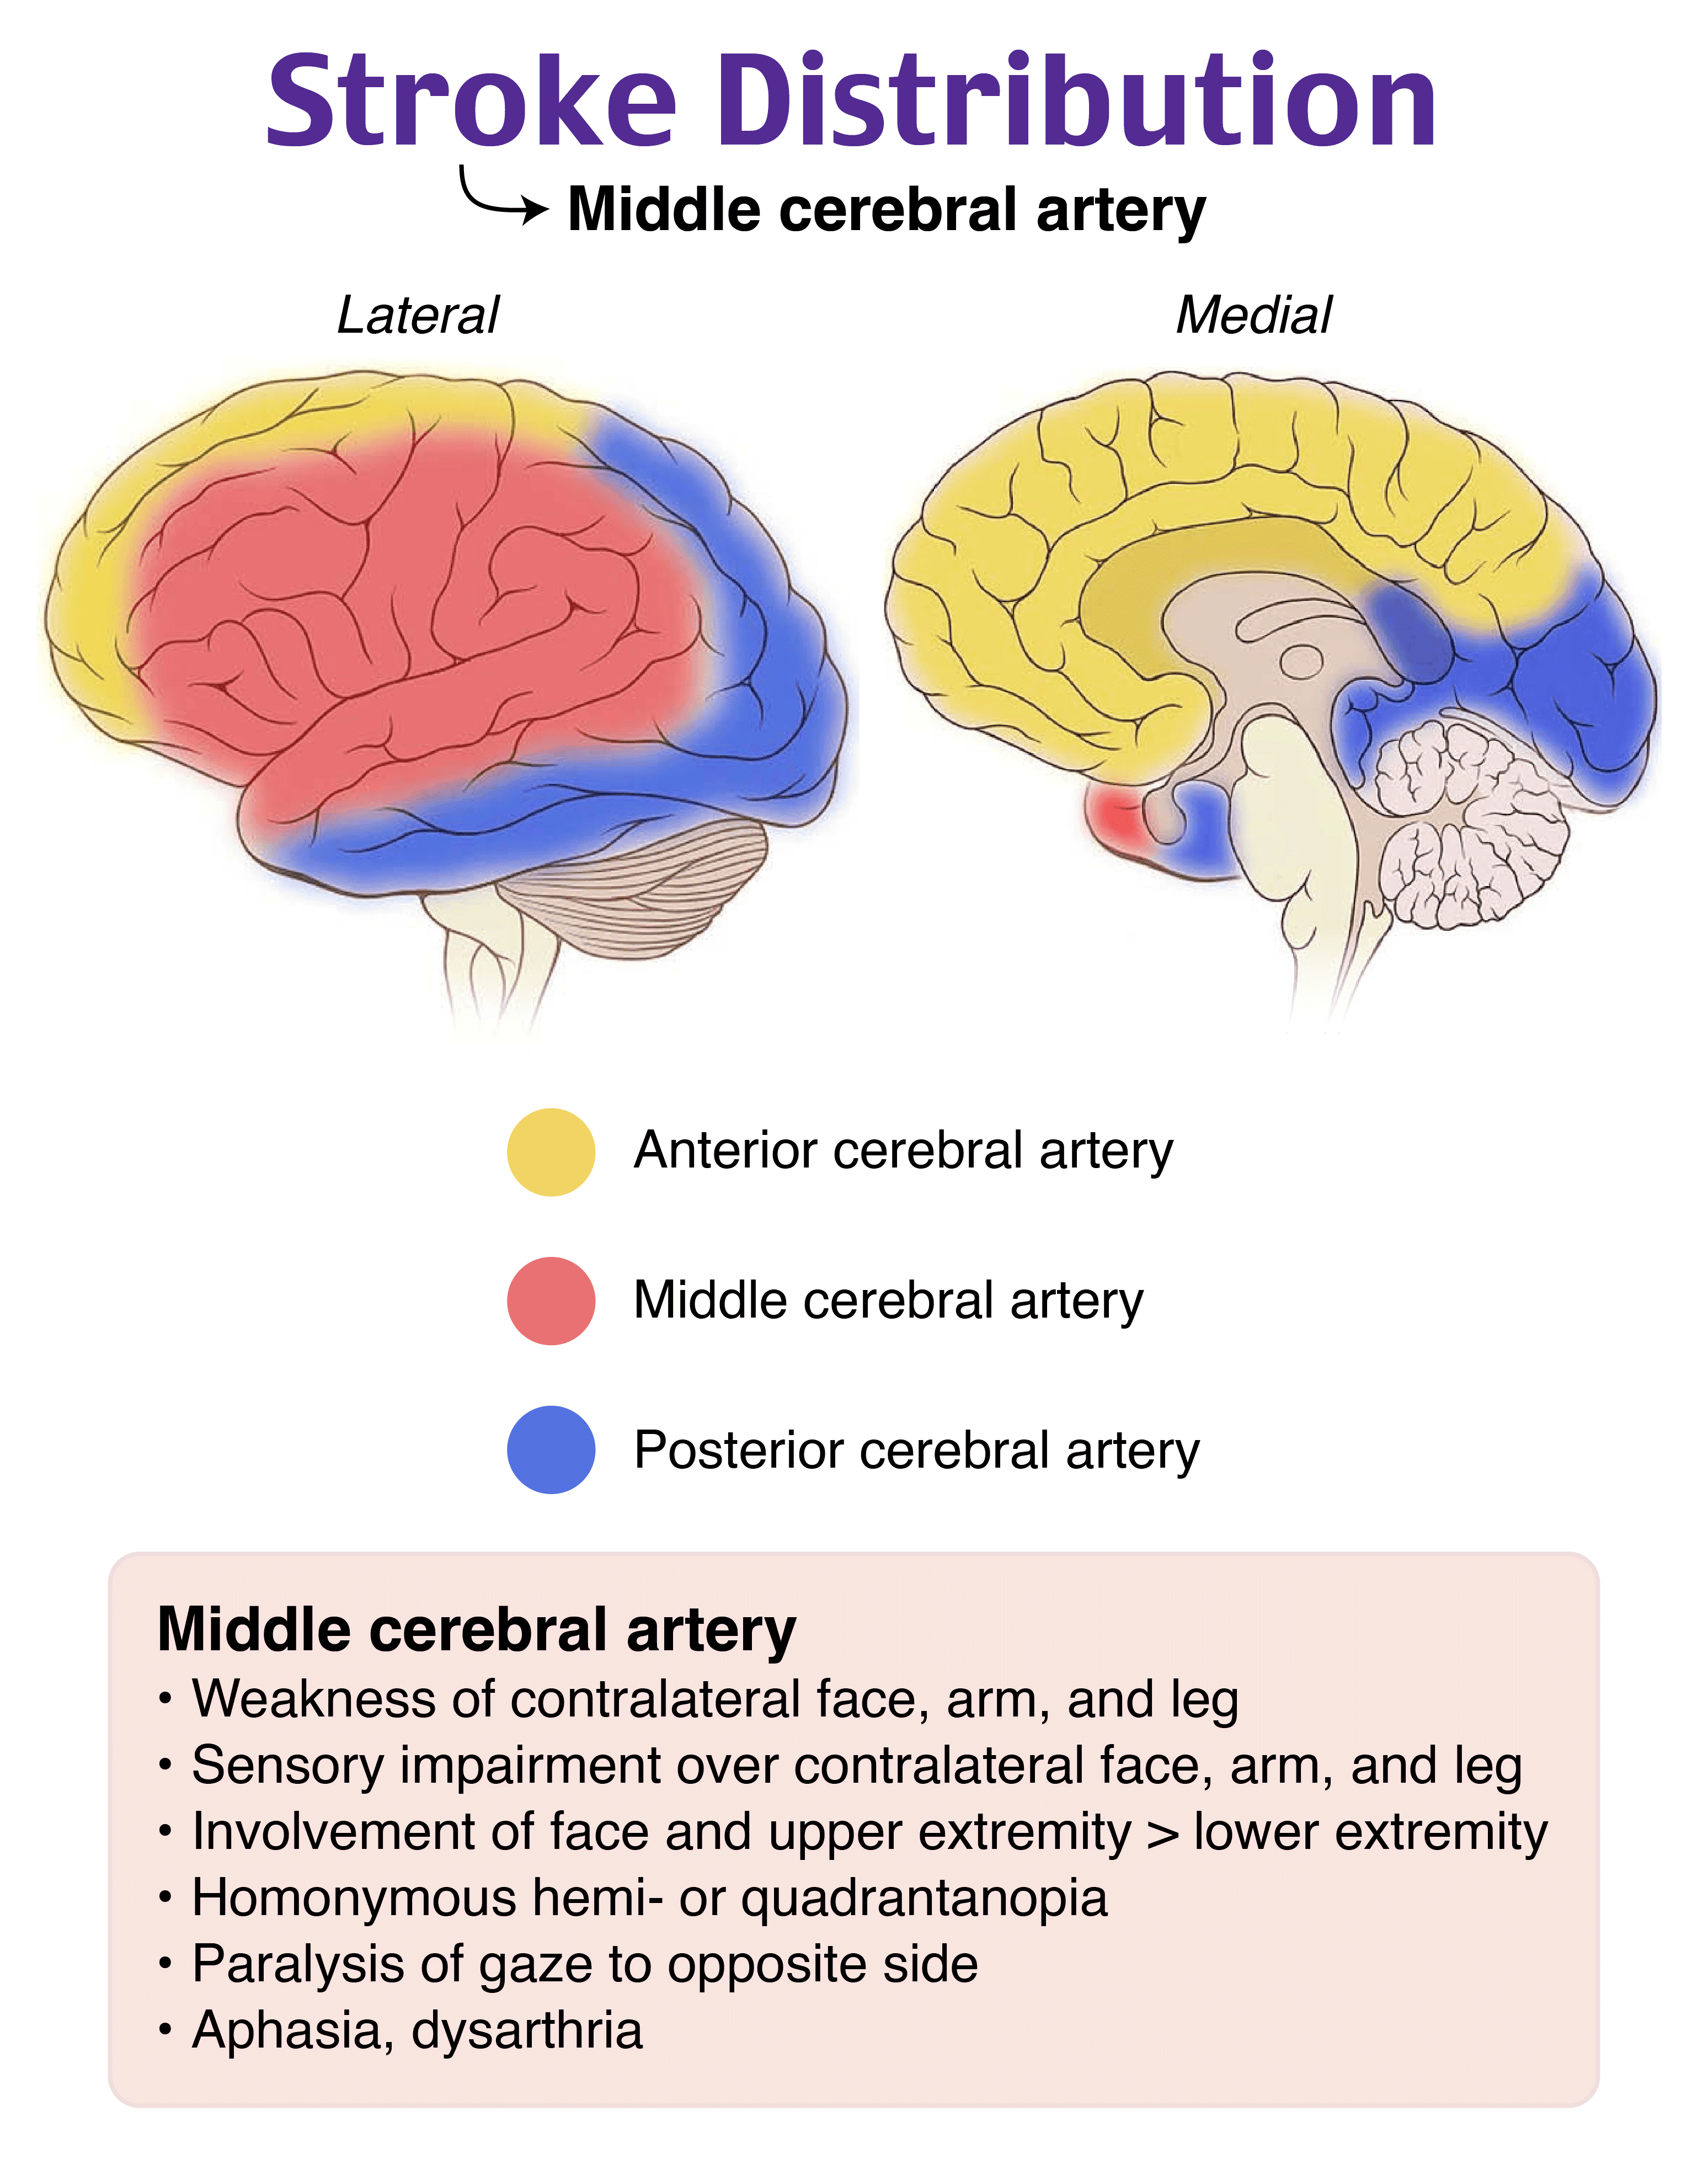 Stroke Distribution
Middle cerebral artery
Lateral
Medial
Anterior cerebral artery
Middle cerebral artery
Posterior cerebral artery
Middle cerebral artery
• Weakness of contralateral face, arm, and leg
• Sensory impairment over contralateral face, arm, and leg
• Involvement of face and upper extremity > lower extremity
• Homonymous hemi- or quadrantanopia
• Paralysis of gaze to opposite side
• Aphasia, dysarthria